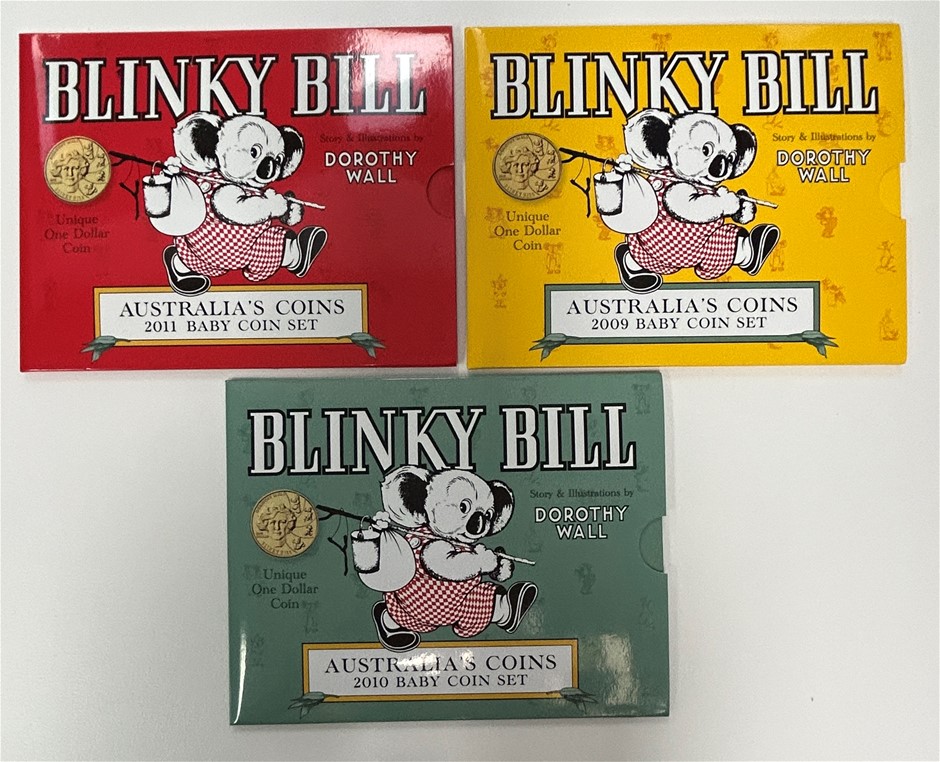 BLINKY BILL
Story & Illustrations by
DOROTHY
WALL
Unique
One Dollar
Coin
AUSTRALIA'S COINS
2011 BABY COIN SET
BLINKY BILL
Story & Illustrations by
DOROTHY
WALL
Unique
One Dollar
Coin
AUSTRALIA'S COINS
2009 BABY COIN SET
BLINKY BILL
Story & Illustrations by
DOROTHY
WALL
Unique
One Dollar
Coin
AUSTRALIA'S COINS
2010 BABY COIN SET